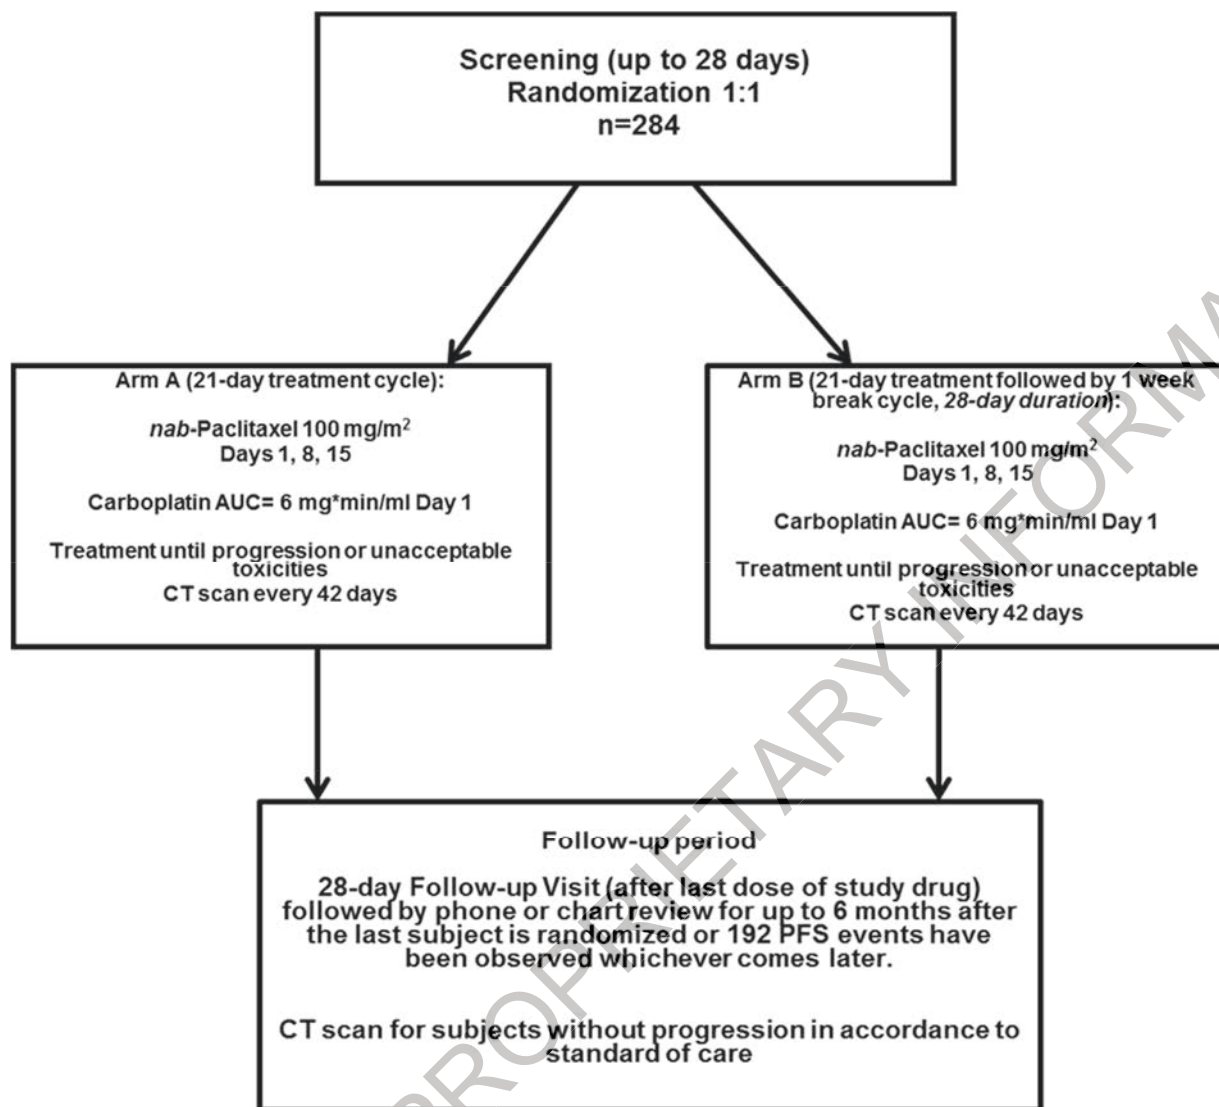 Screening (up to 28 days)
Randomization 1:1
n=284
Arm A (21-day treatment cycle):
nab-Paclitaxel 100 mg/m²
Days 1, 8, 15
Carboplatin AUC= 6 mg*min/ml Day 1
Treatment until progression or unacceptable
toxicities
CT scan every 42 days
Arm B (21-day treatment followed by 1 week
break cycle, 28-day duration):
nab-Paclitaxel 100 mg/m²
Days 1, 8, 15
Carboplatin AUC= 6 mg*min/ml Day 1
Treatment until progression or unacceptable
toxicities
CT scan every 42 days
Follow-up period
28-day Follow-up Visit (after last dose of study drug)
followed by phone or chart review for up to 6 months after
the last subject is randomized or 192 PFS events have
been observed whichever comes later.
CT scan for subjects without progression in accordance to
standard of care
PROPRIETARY